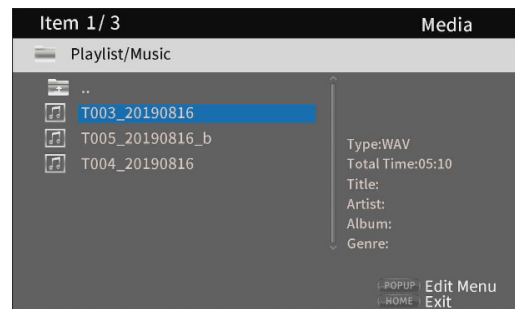 Item 1/3
Media
Playlist/Music
..
T003_20190816
T005_20190816_b
T004_20190816
Type:WAV
Total Time:05:10
Title:
Artist:
Album:
Genre:
POPUP Edit Menu
HOME Exit